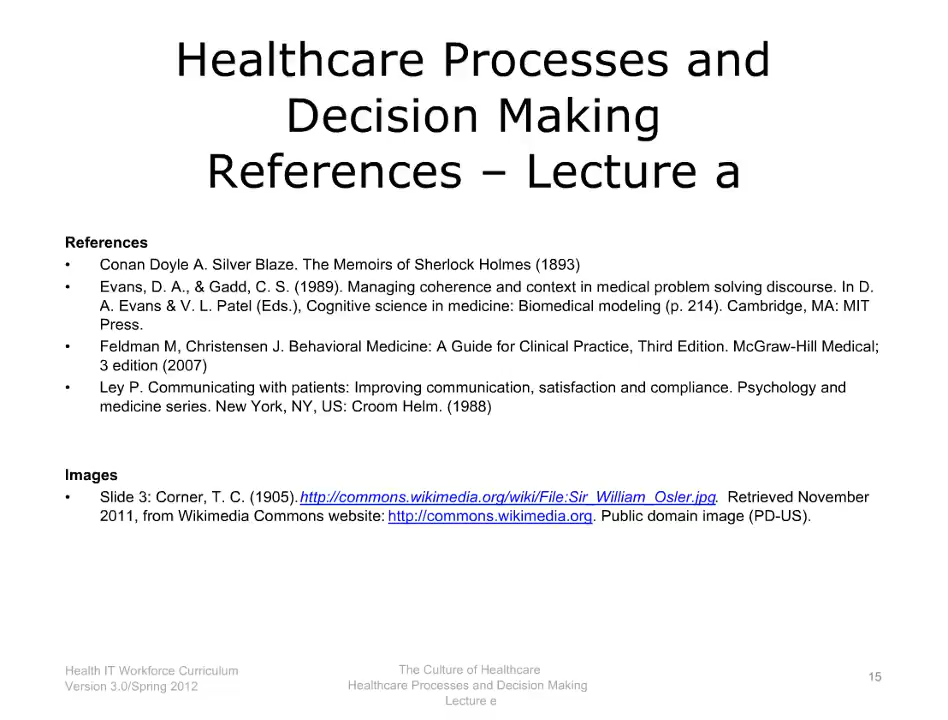 Healthcare Processes and
Decision Making
References – Lecture a
References
• Conan Doyle A. Silver Blaze. The Memoirs of Sherlock Holmes (1893)
• Evans, D. A., & Gadd, C. S. (1989). Managing coherence and context in medical problem solving discourse. In D.
A. Evans & V. L. Patel (Eds.), Cognitive science in medicine: Biomedical modeling (p. 214). Cambridge, MA: MIT
Press.
• Feldman M, Christensen J. Behavioral Medicine: A Guide for Clinical Practice, Third Edition. McGraw-Hill Medical;
3 edition (2007)
• Ley P. Communicating with patients: Improving communication, satisfaction and compliance. Psychology and
medicine series. New York, NY, US: Croom Helm. (1988)
Images
• Slide 3: Corner, T. C. (1905). http://commons.wikimedia.org/wiki/File:Sir_William_Osler.jpg. Retrieved November
2011, from Wikimedia Commons website: http://commons.wikimedia.org. Public domain image (PD-US).
Health IT Workforce Curriculum
Version 3.0/Spring 2012
The Culture of Healthcare
Healthcare Processes and Decision Making
Lecture e
15